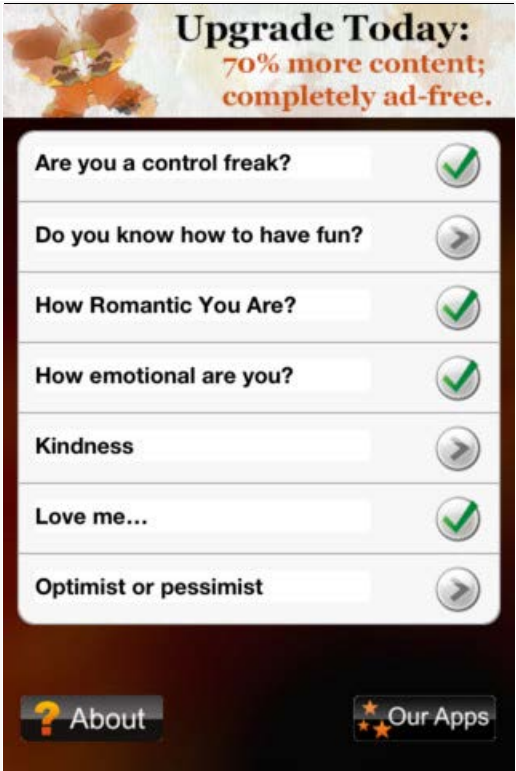 Upgrade Today:
70% more content;
completely ad-free.
Are you a control freak?
Do you know how to have fun?
How Romantic You Are?
How emotional are you?
Kindness
Love me...
Optimist or pessimist
? About
Our Apps